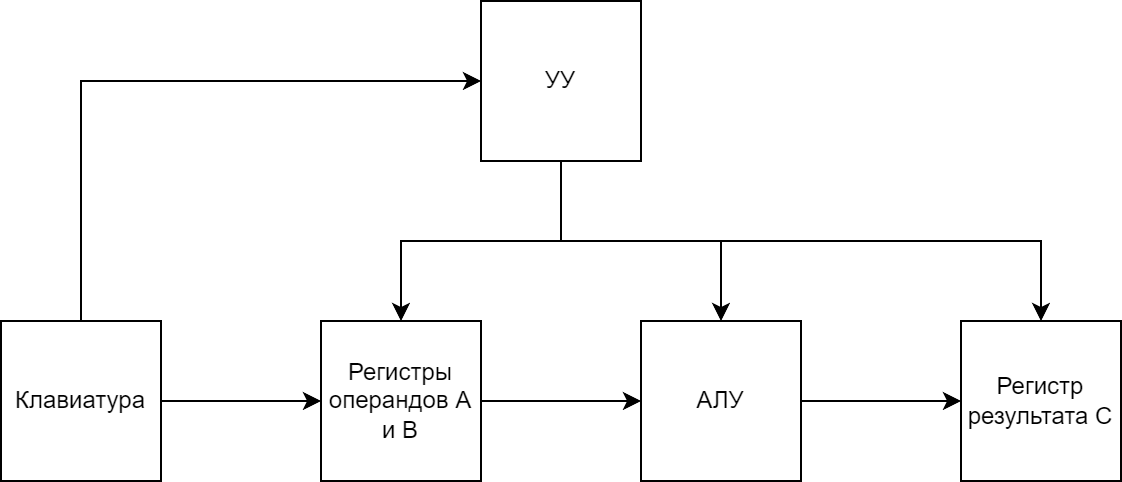 УУ
Клавиатура
Регистры
операндов А
и В
АЛУ
Регистр
результата С